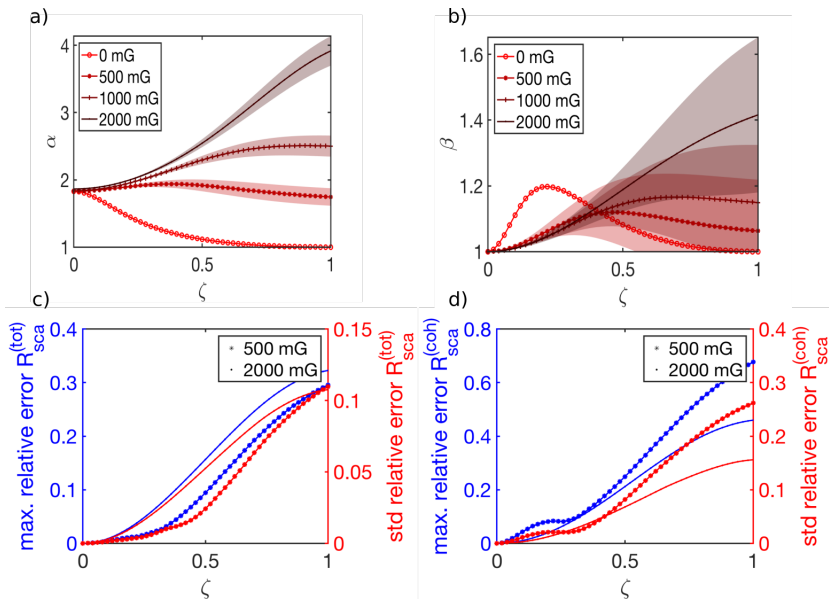 a)
b)
4
3
2
1
0
0.5
1
α
ζ
0 mG
500 mG
1000 mG
2000 mG
1.6
1.4
1.2
1
0
0.5
1
β
ζ
0 mG
500 mG
1000 mG
2000 mG
c)
d)
0.4
0.3
0.2
0.1
0
0.15
0.1
0.05
0
0
0.5
1
max. relative error R_sca^(tot)
std relative error R_sca^(tot)
ζ
500 mG
2000 mG
0.8
0.6
0.4
0.2
0
0.4
0.3
0.2
0.1
0
0
0.5
1
max. relative error R_sca^(coh)
std relative error R_sca^(coh)
ζ
500 mG
2000 mG